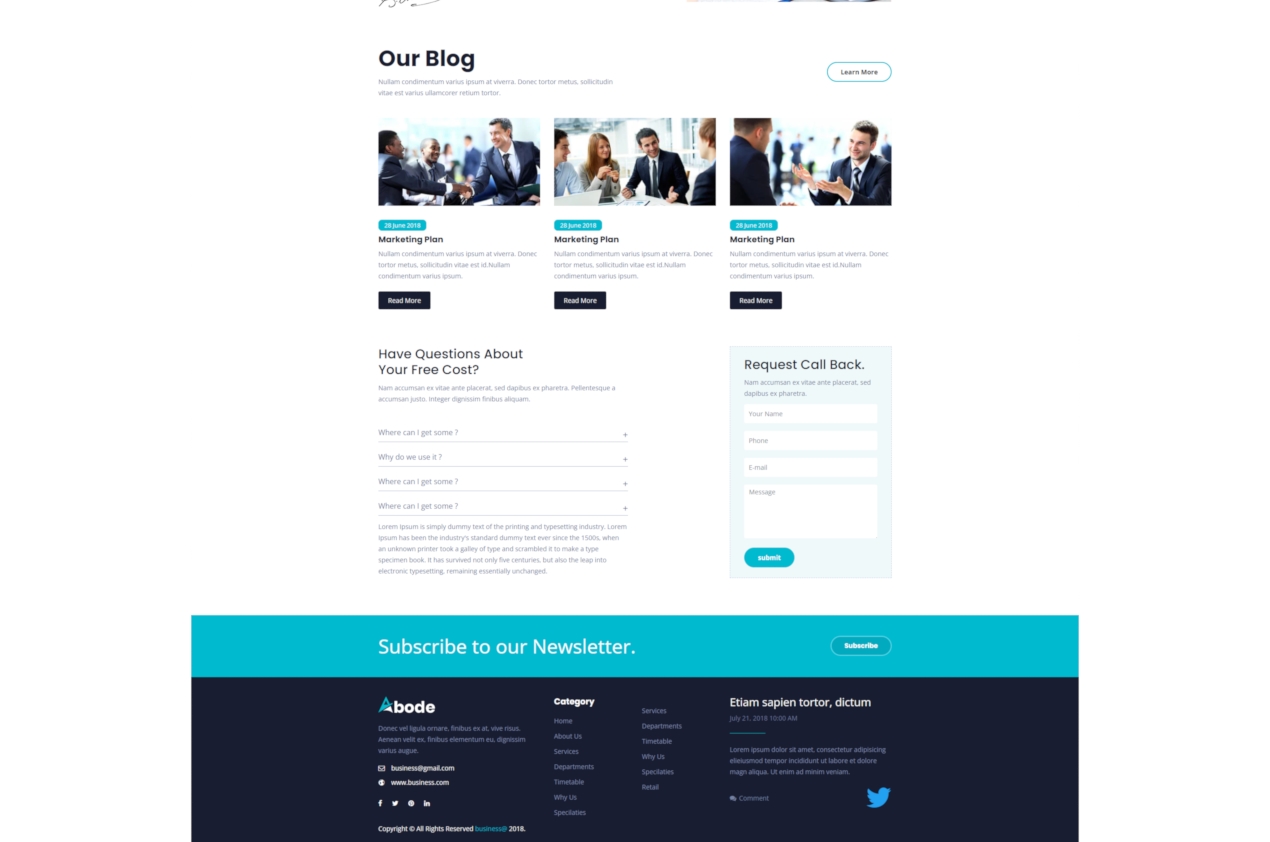 Our Blog
Nullam condimentum varius ipsum at viverra. Donec tortor metus, sollicitudin
vitae est varius ullamcorer retium tortor.
Learn More
28 June 2018
Marketing Plan
Nullam condimentum varius ipsum at viverra. Donec
tortor metus, sollicitudin vitae est id.Nullam
condimentum varius ipsum.
Read More
28 June 2018
Marketing Plan
Nullam condimentum varius ipsum at viverra. Donec
tortor metus, sollicitudin vitae est id.Nullam
condimentum varius ipsum.
Read More
28 June 2018
Marketing Plan
Nullam condimentum varius ipsum at viverra. Donec
tortor metus, sollicitudin vitae est id.Nullam
condimentum varius ipsum.
Read More
Have Questions About
Your Free Cost?
Nam accumsan ex vitae ante placerat, sed dapibus ex pharetra. Pellentesque a
accumsan justo. Integer dignissim finibus aliquam.
Where can I get some ? +
Why do we use it ? +
Where can I get some ? +
Where can I get some ? +
Lorem Ipsum is simply dummy text of the printing and typesetting industry. Lorem
Ipsum has been the industry's standard dummy text ever since the 1500s, when
an unknown printer took a galley of type and scrambled it to make a type
specimen book. It has survived not only five centuries, but also the leap into
electronic typesetting, remaining essentially unchanged.
Request Call Back.
Nam accumsan ex vitae ante placerat, sed
dapibus ex pharetra.
Your Name
Phone
E-mail
Message
submit
Subscribe to our Newsletter.
Subscribe
Abode
Donec vel ligula ornare, finibus ex at, vive risus.
Aenean velit ex, finibus elementum eu, dignissim
varius augue.
business@gmail.com
www.business.com
Copyright © All Rights Reserved business@ 2018.
Category
Home
About Us
Services
Departments
Timetable
Why Us
Specilaties
Services
Departments
Timetable
Why Us
Specilaties
Retail
Etiam sapien tortor, dictum
July 21, 2018 10:00 AM
Lorem ipsum dolor sit amet, consectetur adipisicing
elieiusmod tempor incididunt ut labore et dolore
magn aliqua. Ut enim ad minim veniam.
Comment